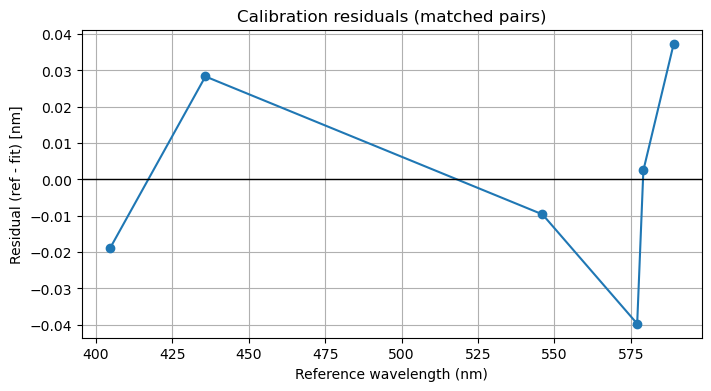 Calibration residuals (matched pairs)
Residual (ref - fit) [nm]
0.04
0.03
0.02
0.01
0.00
−0.01
−0.02
−0.03
−0.04
400 425 450 475 500 525 550 575
Reference wavelength (nm)